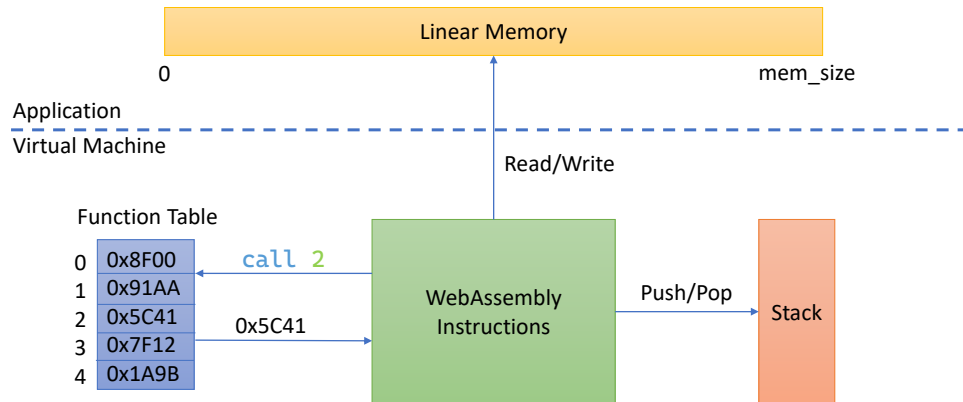 Linear Memory
0
mem_size
Application
Virtual Machine
Read/Write
Function Table
0 0x8F00
1 0x91AA
2 0x5C41
3 0x7F12
4 0x1A9B
call 2
0x5C41
WebAssembly
Instructions
Push/Pop
Stack